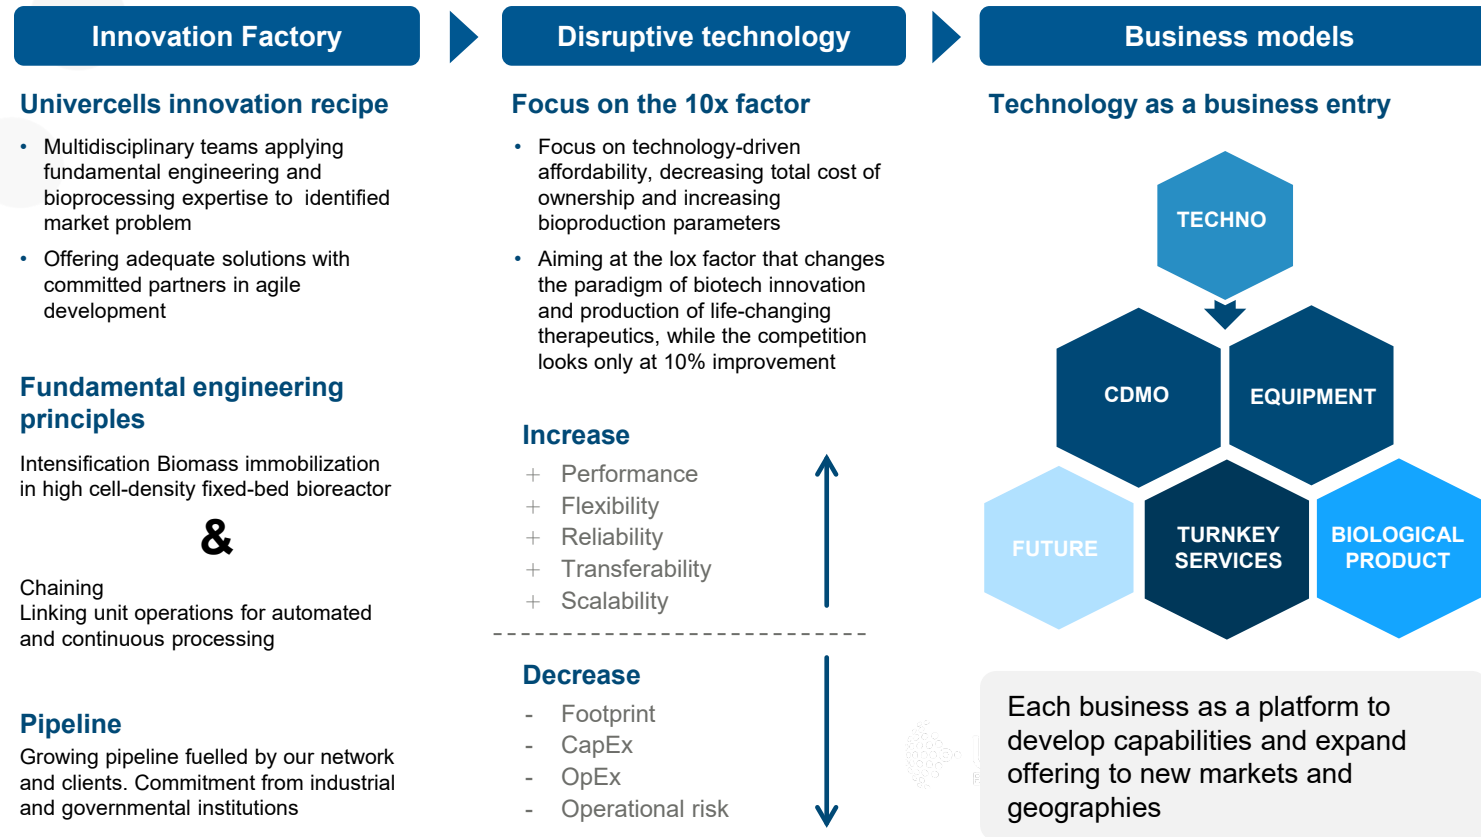 Innovation Factory
Univercells innovation recipe
• Multidisciplinary teams applying
fundamental engineering and
bioprocessing expertise to  identified
market problem
• Offering adequate solutions with
committed partners in agile
development
Fundamental engineering
principles
Intensification Biomass immobilization
in high cell-density fixed-bed bioreactor
&
Chaining
Linking unit operations for automated
and continuous processing
Pipeline
Growing pipeline fuelled by our network
and clients. Commitment from industrial
and governmental institutions
Disruptive technology
Focus on the 10x factor
• Focus on technology-driven
affordability, decreasing total cost of
ownership and increasing
bioproduction parameters
• Aiming at the lox factor that changes
the paradigm of biotech innovation
and production of life-changing
therapeutics, while the competition
looks only at 10% improvement
Increase
+ Performance
+ Flexibility
+ Reliability
+ Transferability
+ Scalability
Decrease
- Footprint
- CapEx
- OpEx
- Operational risk
Business models
Technology as a business entry
TECHNO
CDMO
EQUIPMENT
FUTURE
TURNKEY
SERVICES
BIOLOGICAL
PRODUCT
Each business as a platform to
develop capabilities and expand
offering to new markets and
geographies